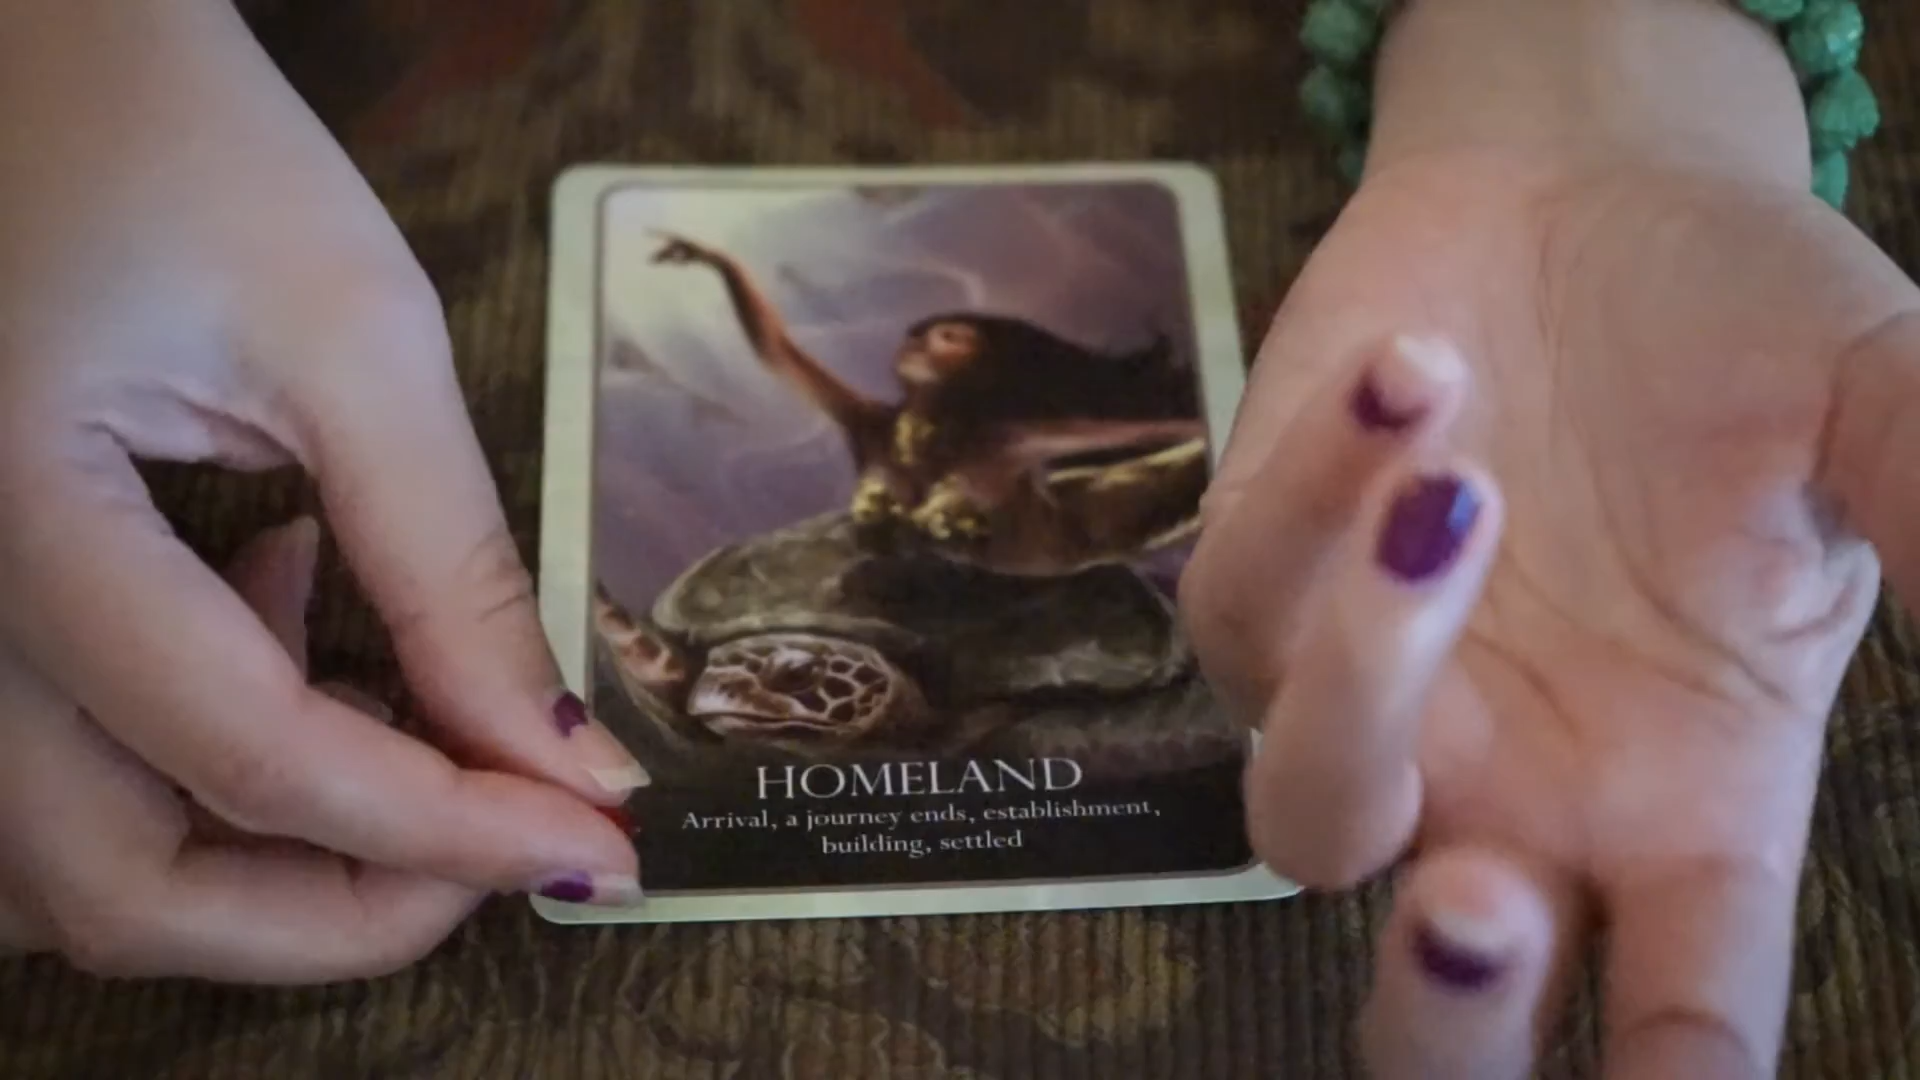 HOMELAND
Arrival, a journey ends, establishment,
building, settled